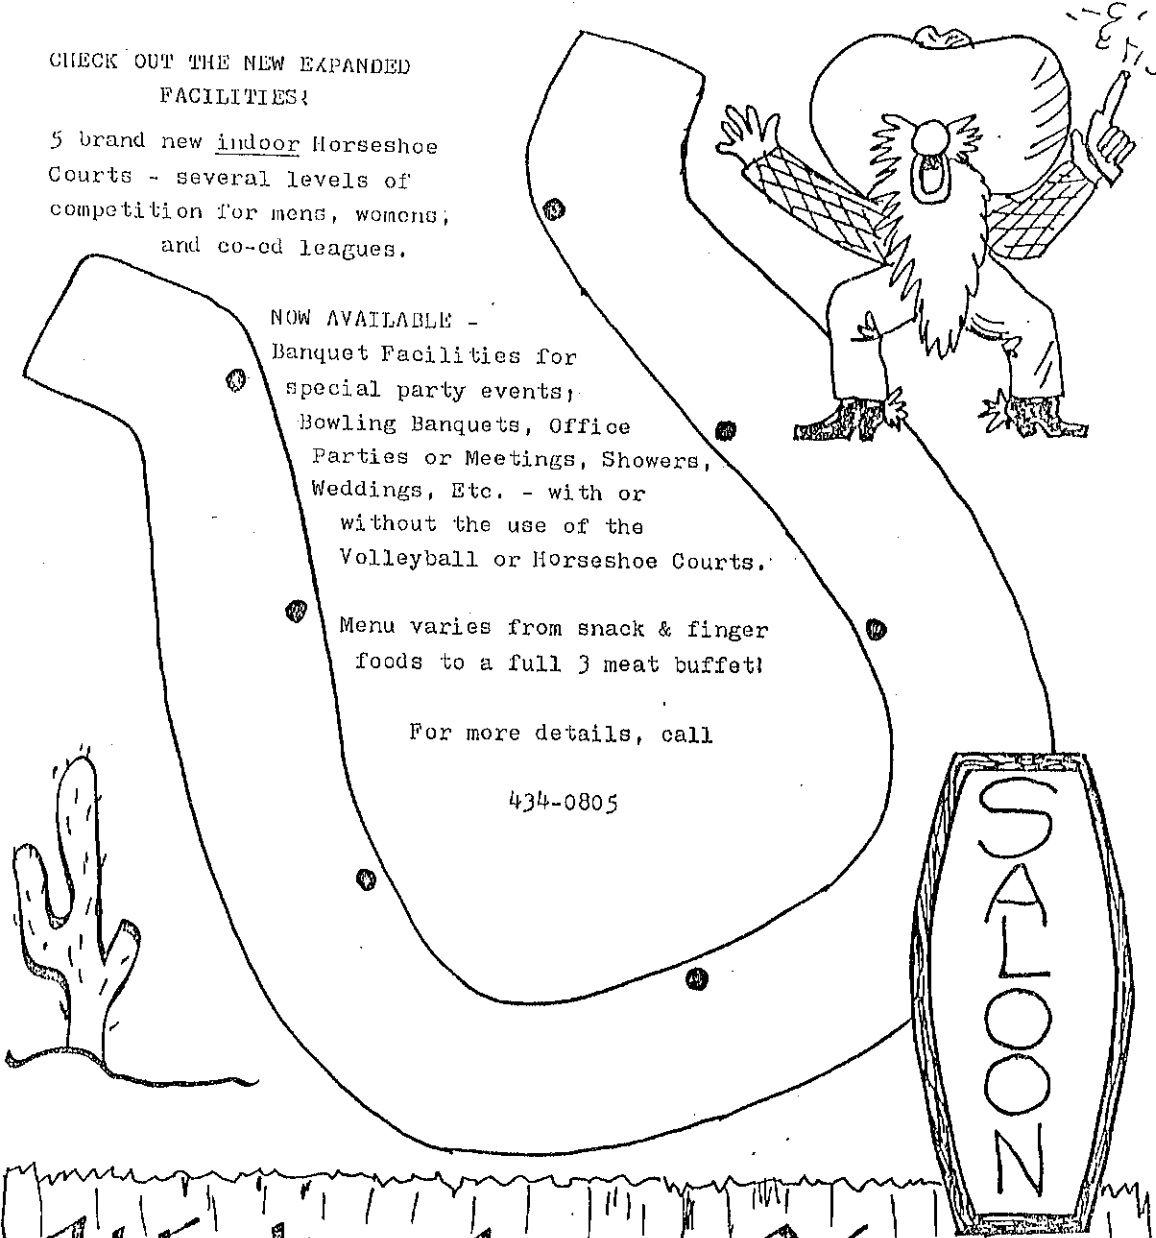 CHECK OUT THE NEW EXPANDED
FACILITIES!
5 brand new indoor Horseshoe
Courts - several levels of
competition for mens, womens,
and co-ed leagues.
NOW AVAILABLE -
Banquet Facilities for
special party events;
Bowling Banquets, Office
Parties or Meetings, Showers,
Weddings, Etc. - with or
without the use of the
Volleyball or Horseshoe Courts.
Menu varies from snack & finger
foods to a full 3 meat buffet!
For more details, call
434-0805
SALOON